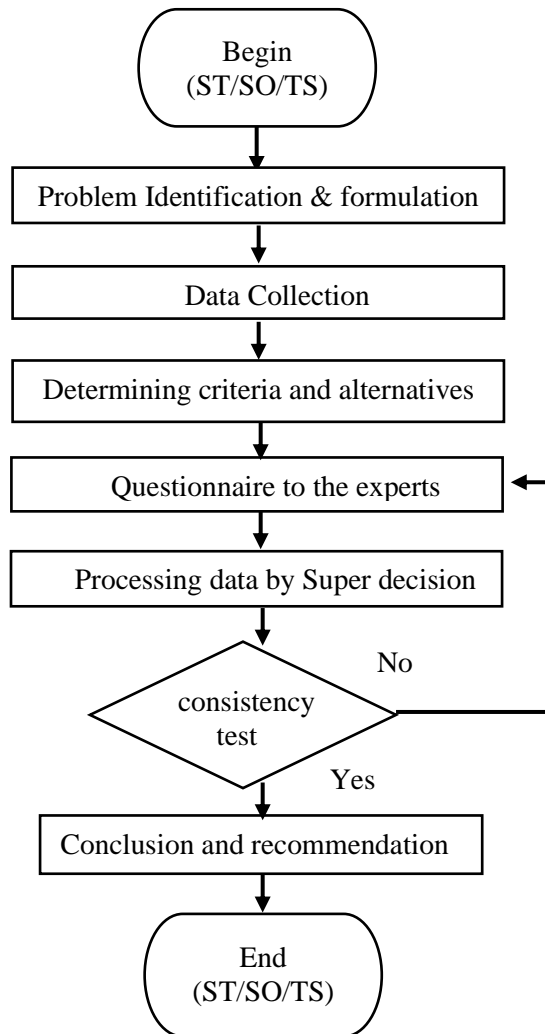 Begin
(ST/SO/TS)
Problem Identification & formulation
Data Collection
Determining criteria and alternatives
Questionnaire to the experts
Processing data by Super decision
No
consistency
test
Yes
Conclusion and recommendation
End
(ST/SO/TS)